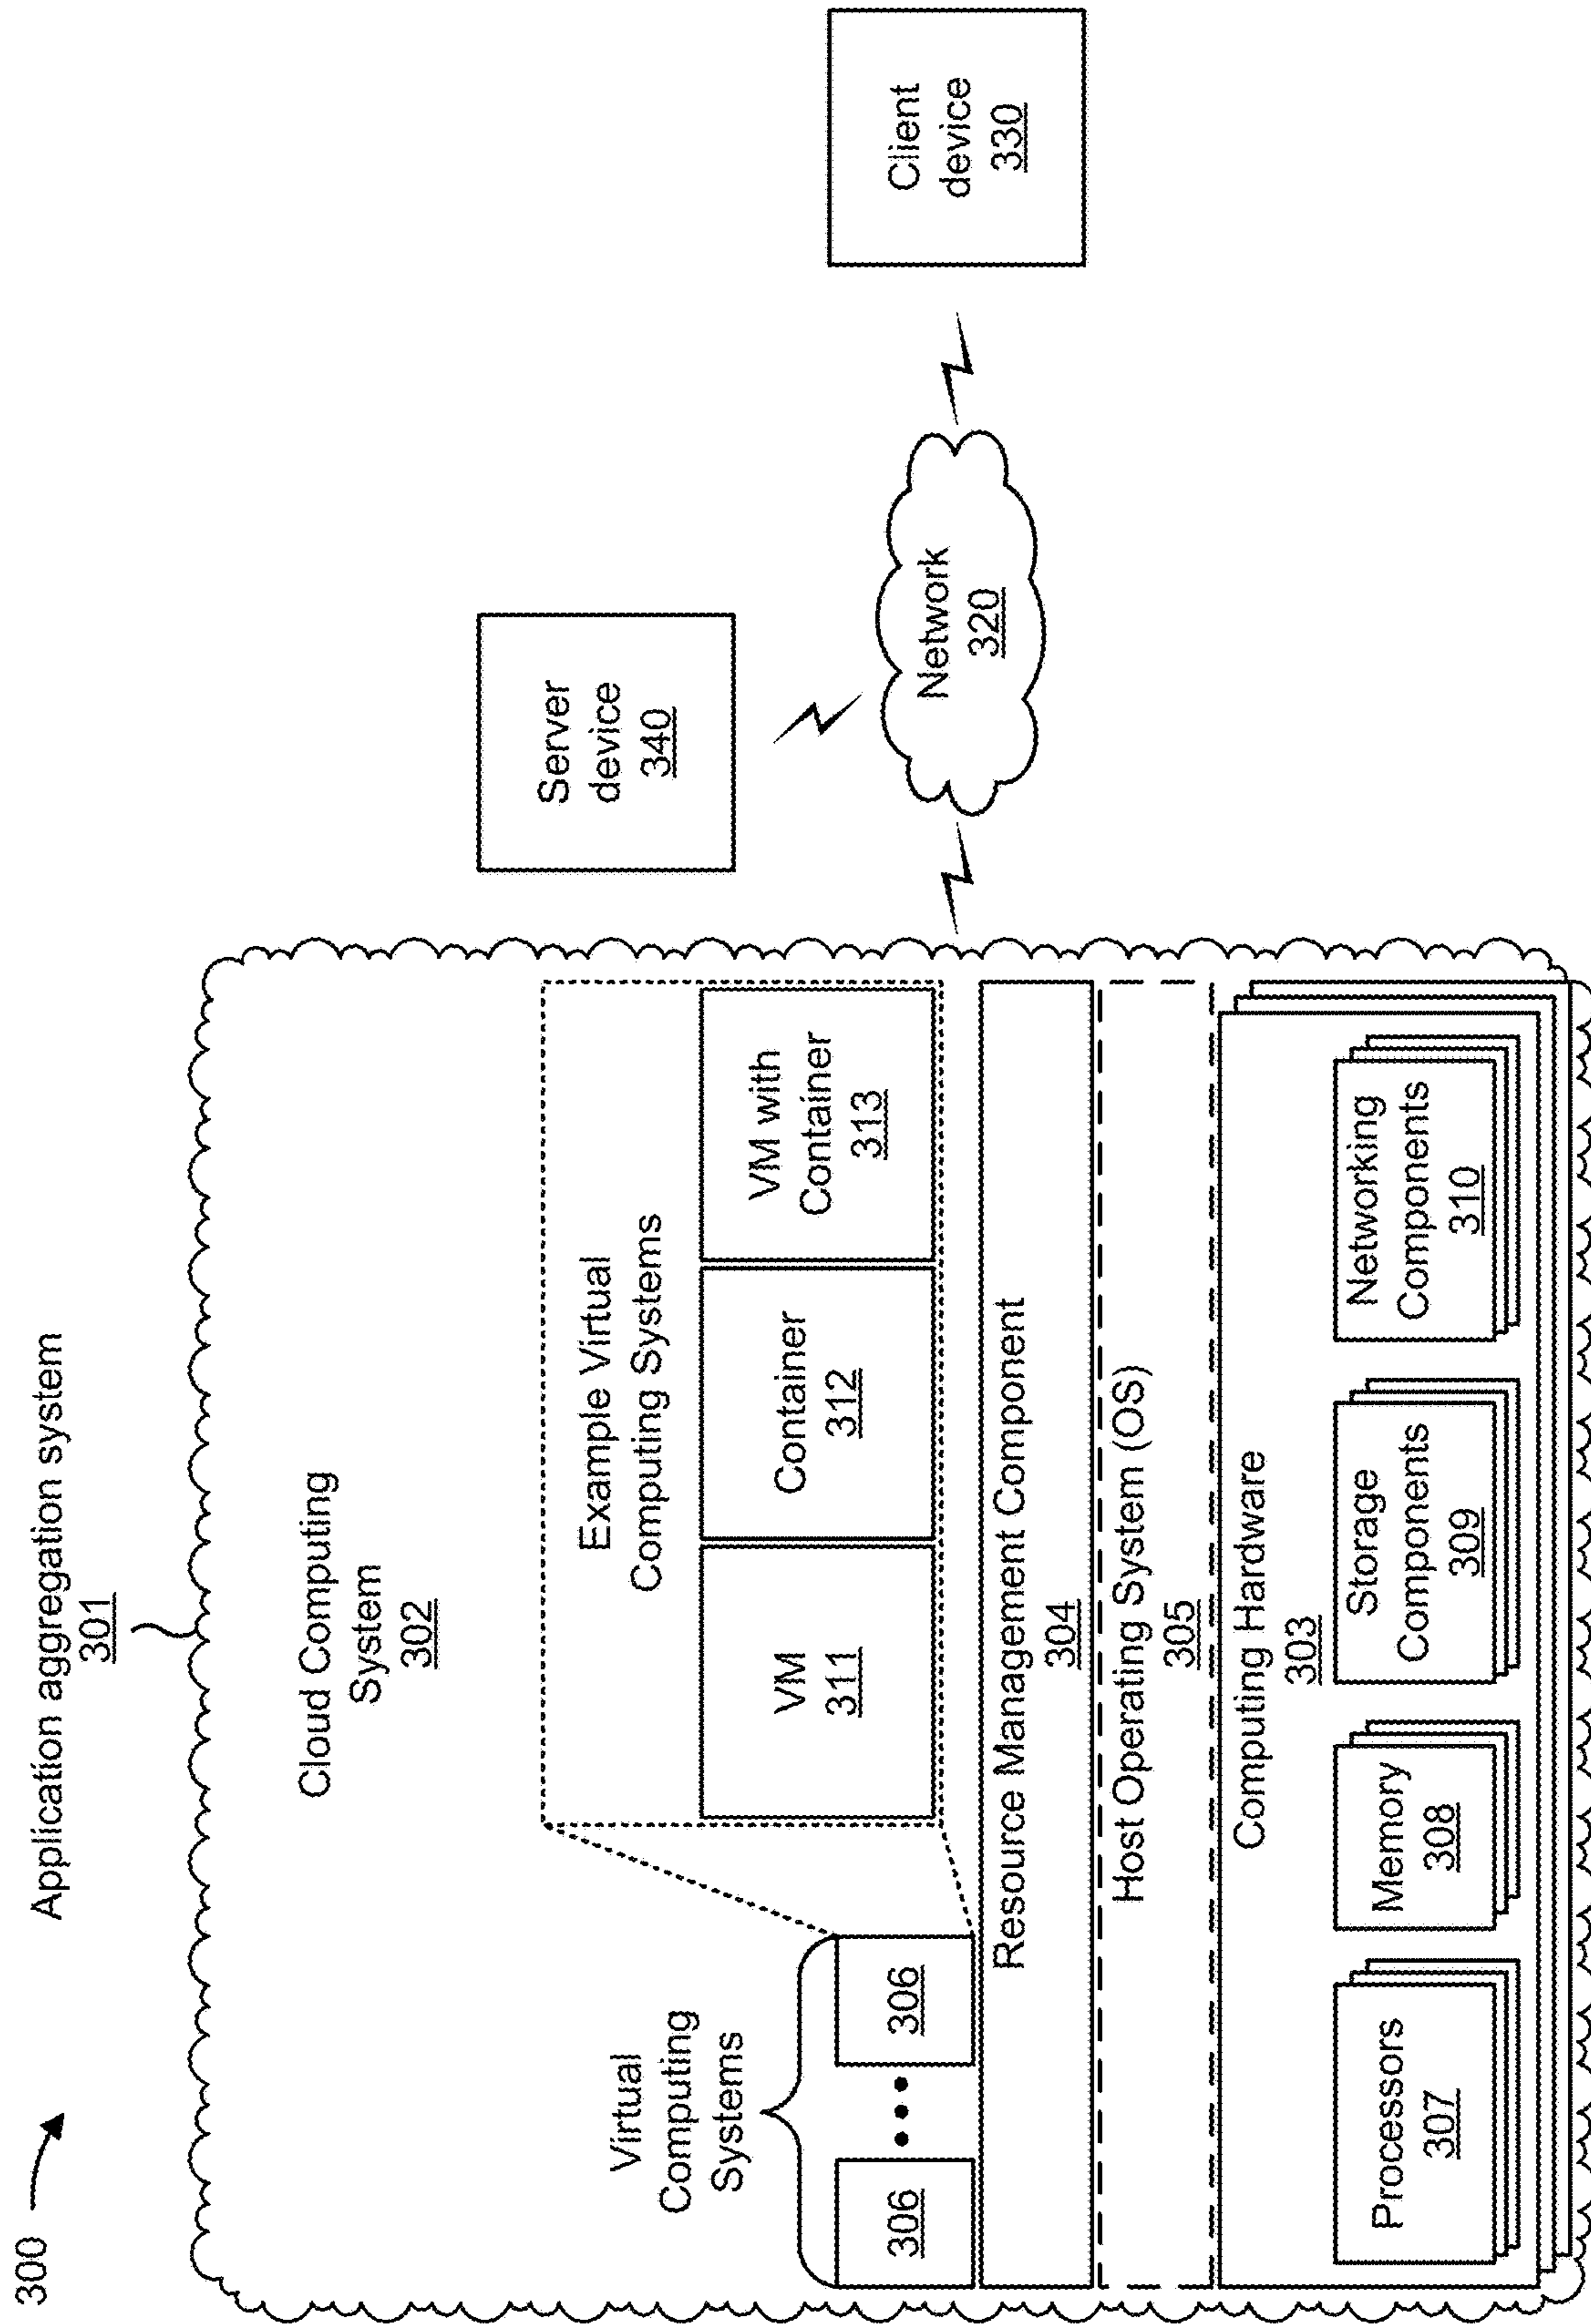 300
Application aggregation system
301
Cloud Computing
System
302
Virtual
Computing
Systems
306
306
Example Virtual
Computing Systems
VM
311
Container
312
VM with
Container
313
Resource Management Component
304
Host Operating System (OS)
305
Computing Hardware
303
Processors
307
Memory
308
Storage
Components
309
Networking
Components
310
Server
device
340
Network
320
Client
device
330